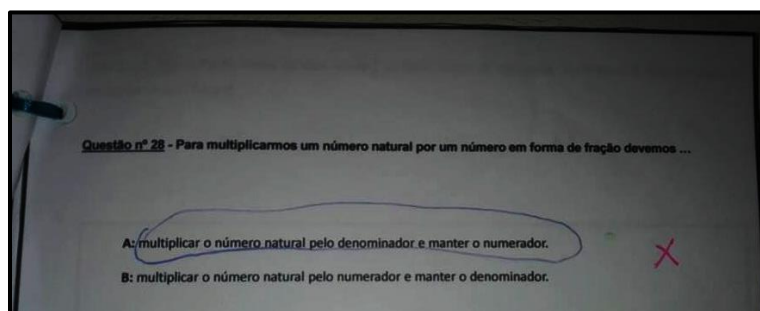 Questão nº 28 - Para multiplicarmos um número natural por um número em forma de fração devemos ...
A: multiplicar o número natural pelo denominador e manter o numerador.
B: multiplicar o número natural pelo numerador e manter o denominador.